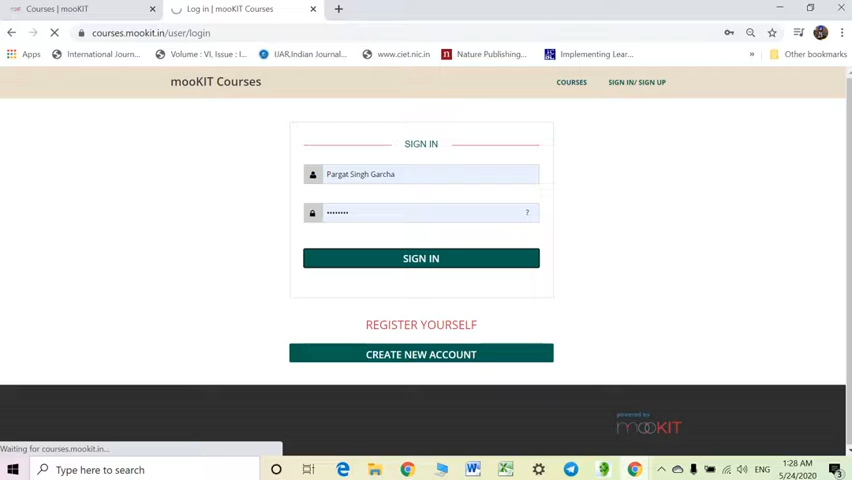 Courses | mooKIT
Log in | mooKIT Courses
courses.mookit.in/user/login
Apps
International Journ...
Volume : VI, Issue : I...
IJAR,Indian Journal...
www.ciet.nic.in
Nature Publishing...
Implementing Lear...
»
Other bookmarks
mooKIT Courses
COURSES
SIGN IN/ SIGN UP
SIGN IN
Pargat Singh Garcha
••••••••
?
SIGN IN
REGISTER YOURSELF
CREATE NEW ACCOUNT
powered by
mooKIT
Waiting for courses.mookit.in...
Type here to search
ENG
1:28 AM
5/24/2020